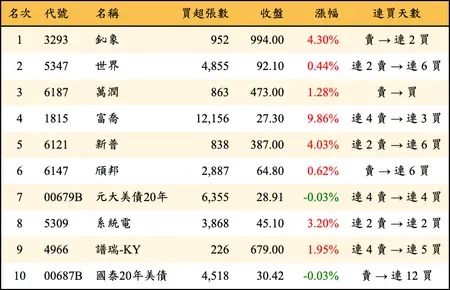 名次 代號 名稱 買超張數 收盤 漲幅 連買天數
1 3293 鈊象 952 994.00 4.30% 賣 → 連 2 買
2 5347 世界 4,855 92.10 0.44% 連 2 賣 → 連 6 買
3 6187 萬潤 863 473.00 1.28% 賣 → 買
4 1815 富喬 12,156 27.30 9.86% 連 4 賣 → 連 3 買
5 6121 新普 838 387.00 4.03% 連 2 賣 → 連 6 買
6 6147 頎邦 2,887 64.80 0.62% 賣 → 連 6 買
7 00679B 元大美債20年 6,355 28.91 -0.03% 連 4 賣 → 連 4 買
8 5309 系統電 3,868 45.10 3.20% 連 2 賣 → 連 2 買
9 4966 譜瑞-KY 226 679.00 1.95% 連 4 賣 → 連 5 買
10 00687B 國泰20年美債 4,518 30.42 -0.03% 賣 → 連 12 買